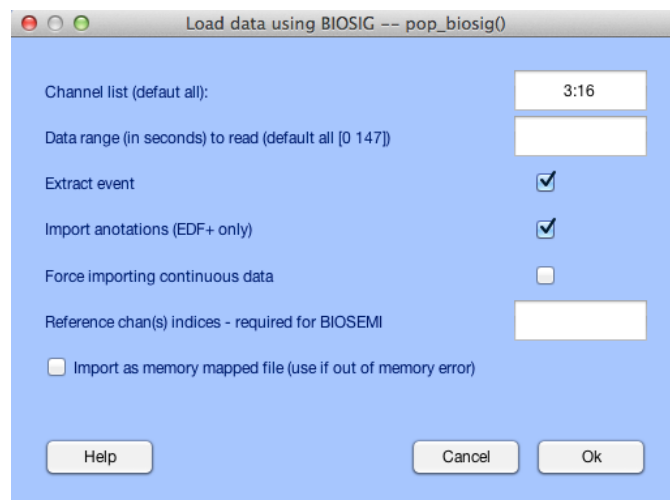 Load data using BIOSIG -- pop_biosig()
Channel list (defaut all):
3:16
Data range (in seconds) to read (default all [0 147])
Extract event
Import anotations (EDF+ only)
Force importing continuous data
Reference chan(s) indices - required for BIOSEMI
Import as memory mapped file (use if out of memory error)
Help
Cancel
Ok